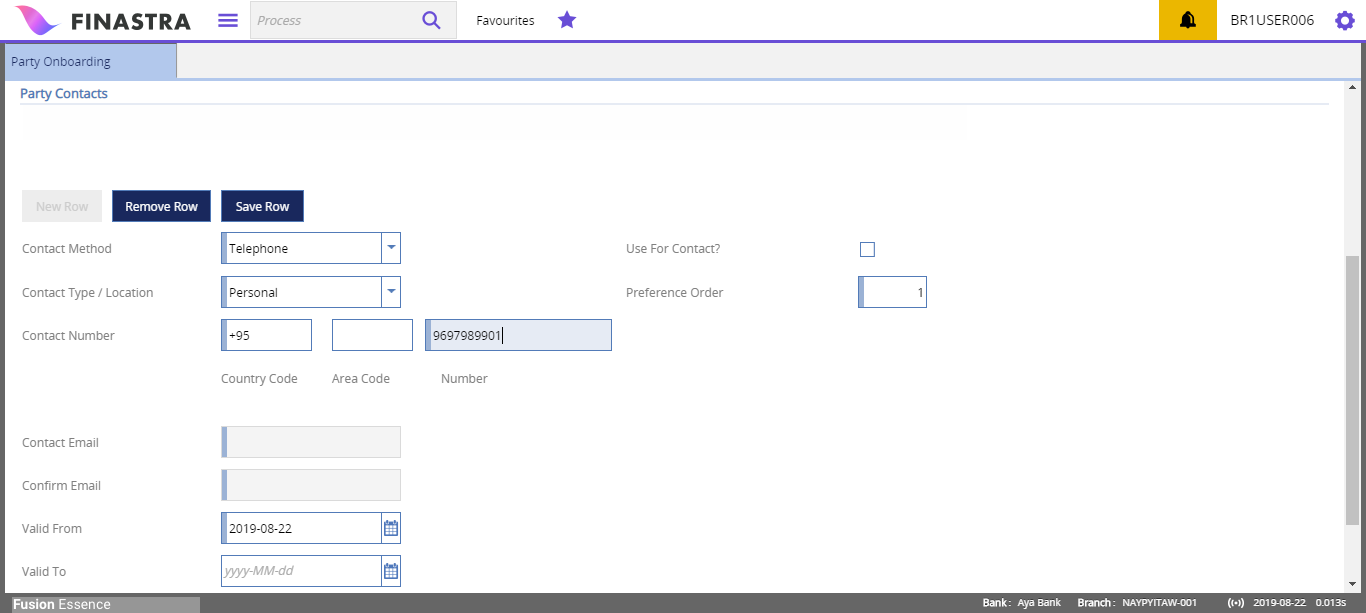 FINASTRA Process Favourites BR1USER006
Party Onboarding
Party Contacts
New Row Remove Row Save Row
Contact Method Telephone Use For Contact?
Contact Type / Location Personal Preference Order 1
Contact Number +95 9697989901
Country Code Area Code Number
Contact Email
Confirm Email
Valid From 2019-08-22
Valid To yyyy-MM-dd
Fusion Essence Bank : Aya Bank Branch : NAYPYITAW-001 2019-08-22 0.013s